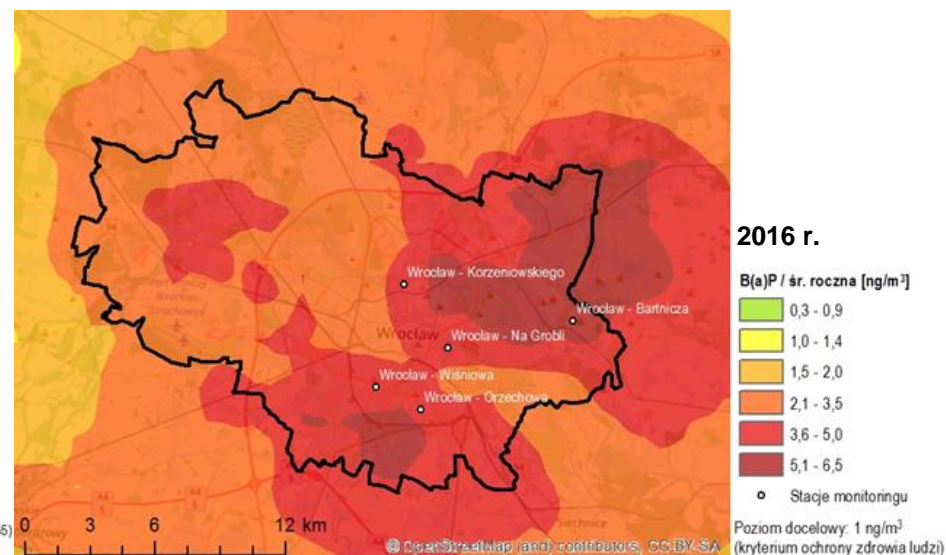 2016 r.
B(a)P / śr. roczna [ng/m³]
0,3 - 0,9
1,0 - 1,4
1,5 - 2,0
2,1 - 3,5
3,6 - 5,0
5,1 - 6,5
Stacje monitoringu
Poziom docelowy: 1 ng/m³
(kryterium ochrony zdrowia ludzi)
Wrocław - Korzeniowskiego
Wrocław - Bartnicza
Wrocław
Wrocław - Na Grobli
Wrocław - Wiśniowa
Wrocław - Orzechowa
0 3 6 12 km
© OpenStreetMap (and) contributors, CC-BY-SA